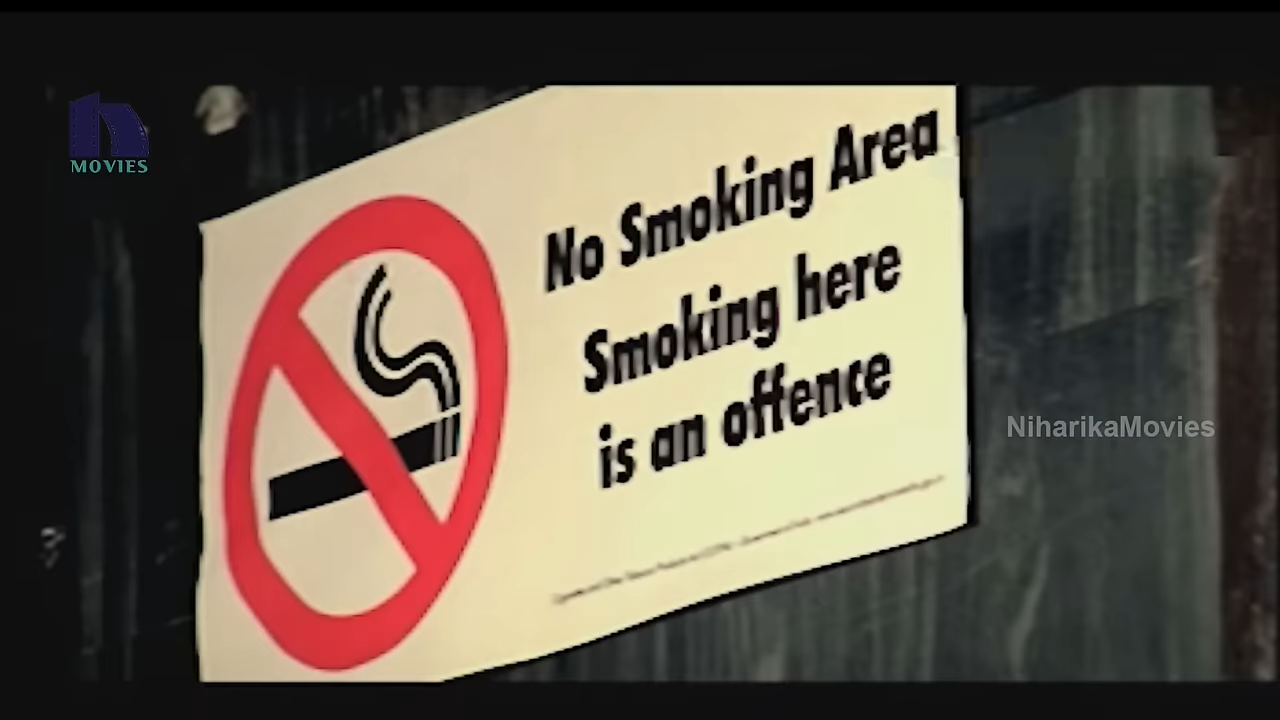 MOVIES
No Smoking Area
Smoking here
is an offence
NiharikaMovies